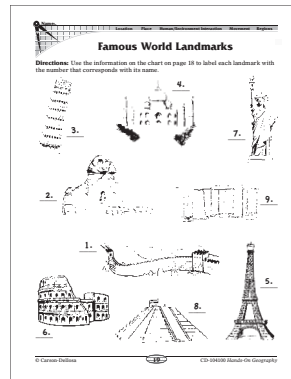 Name:
Location Place Human/Environment Interaction Movement Regions
Famous World Landmarks
Directions: Use the information on the chart on page 18 to label each landmark with
the number that corresponds with its name.
4.
3.
7.
2.
9.
1.
5.
8.
6.
© Carson-Dellosa
19
CD-104108 Hands-On Geography